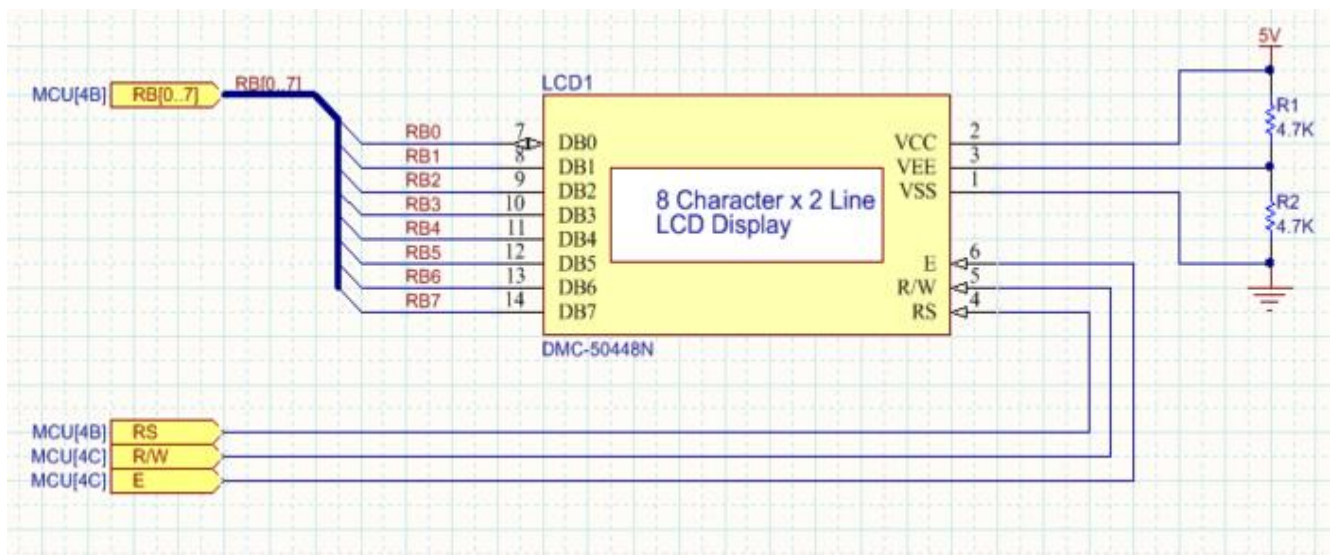 5V
LCD1
MCU[4B] RB[0..7] RB[0..7]
R1
4.7K
RB0 7 DB0 VCC 2
RB1 8 DB1 VEE 3
RB2 9 DB2 VSS 1
RB3 10 DB3
RB4 11 DB4
RB5 12 DB5 E 6
RB6 13 DB6 R/W 5
RB7 14 DB7 RS 4
8 Character x 2 Line
LCD Display
R2
4.7K
DMC-50448N
MCU[4B] RS
MCU[4C] R/W
MCU[4C] E